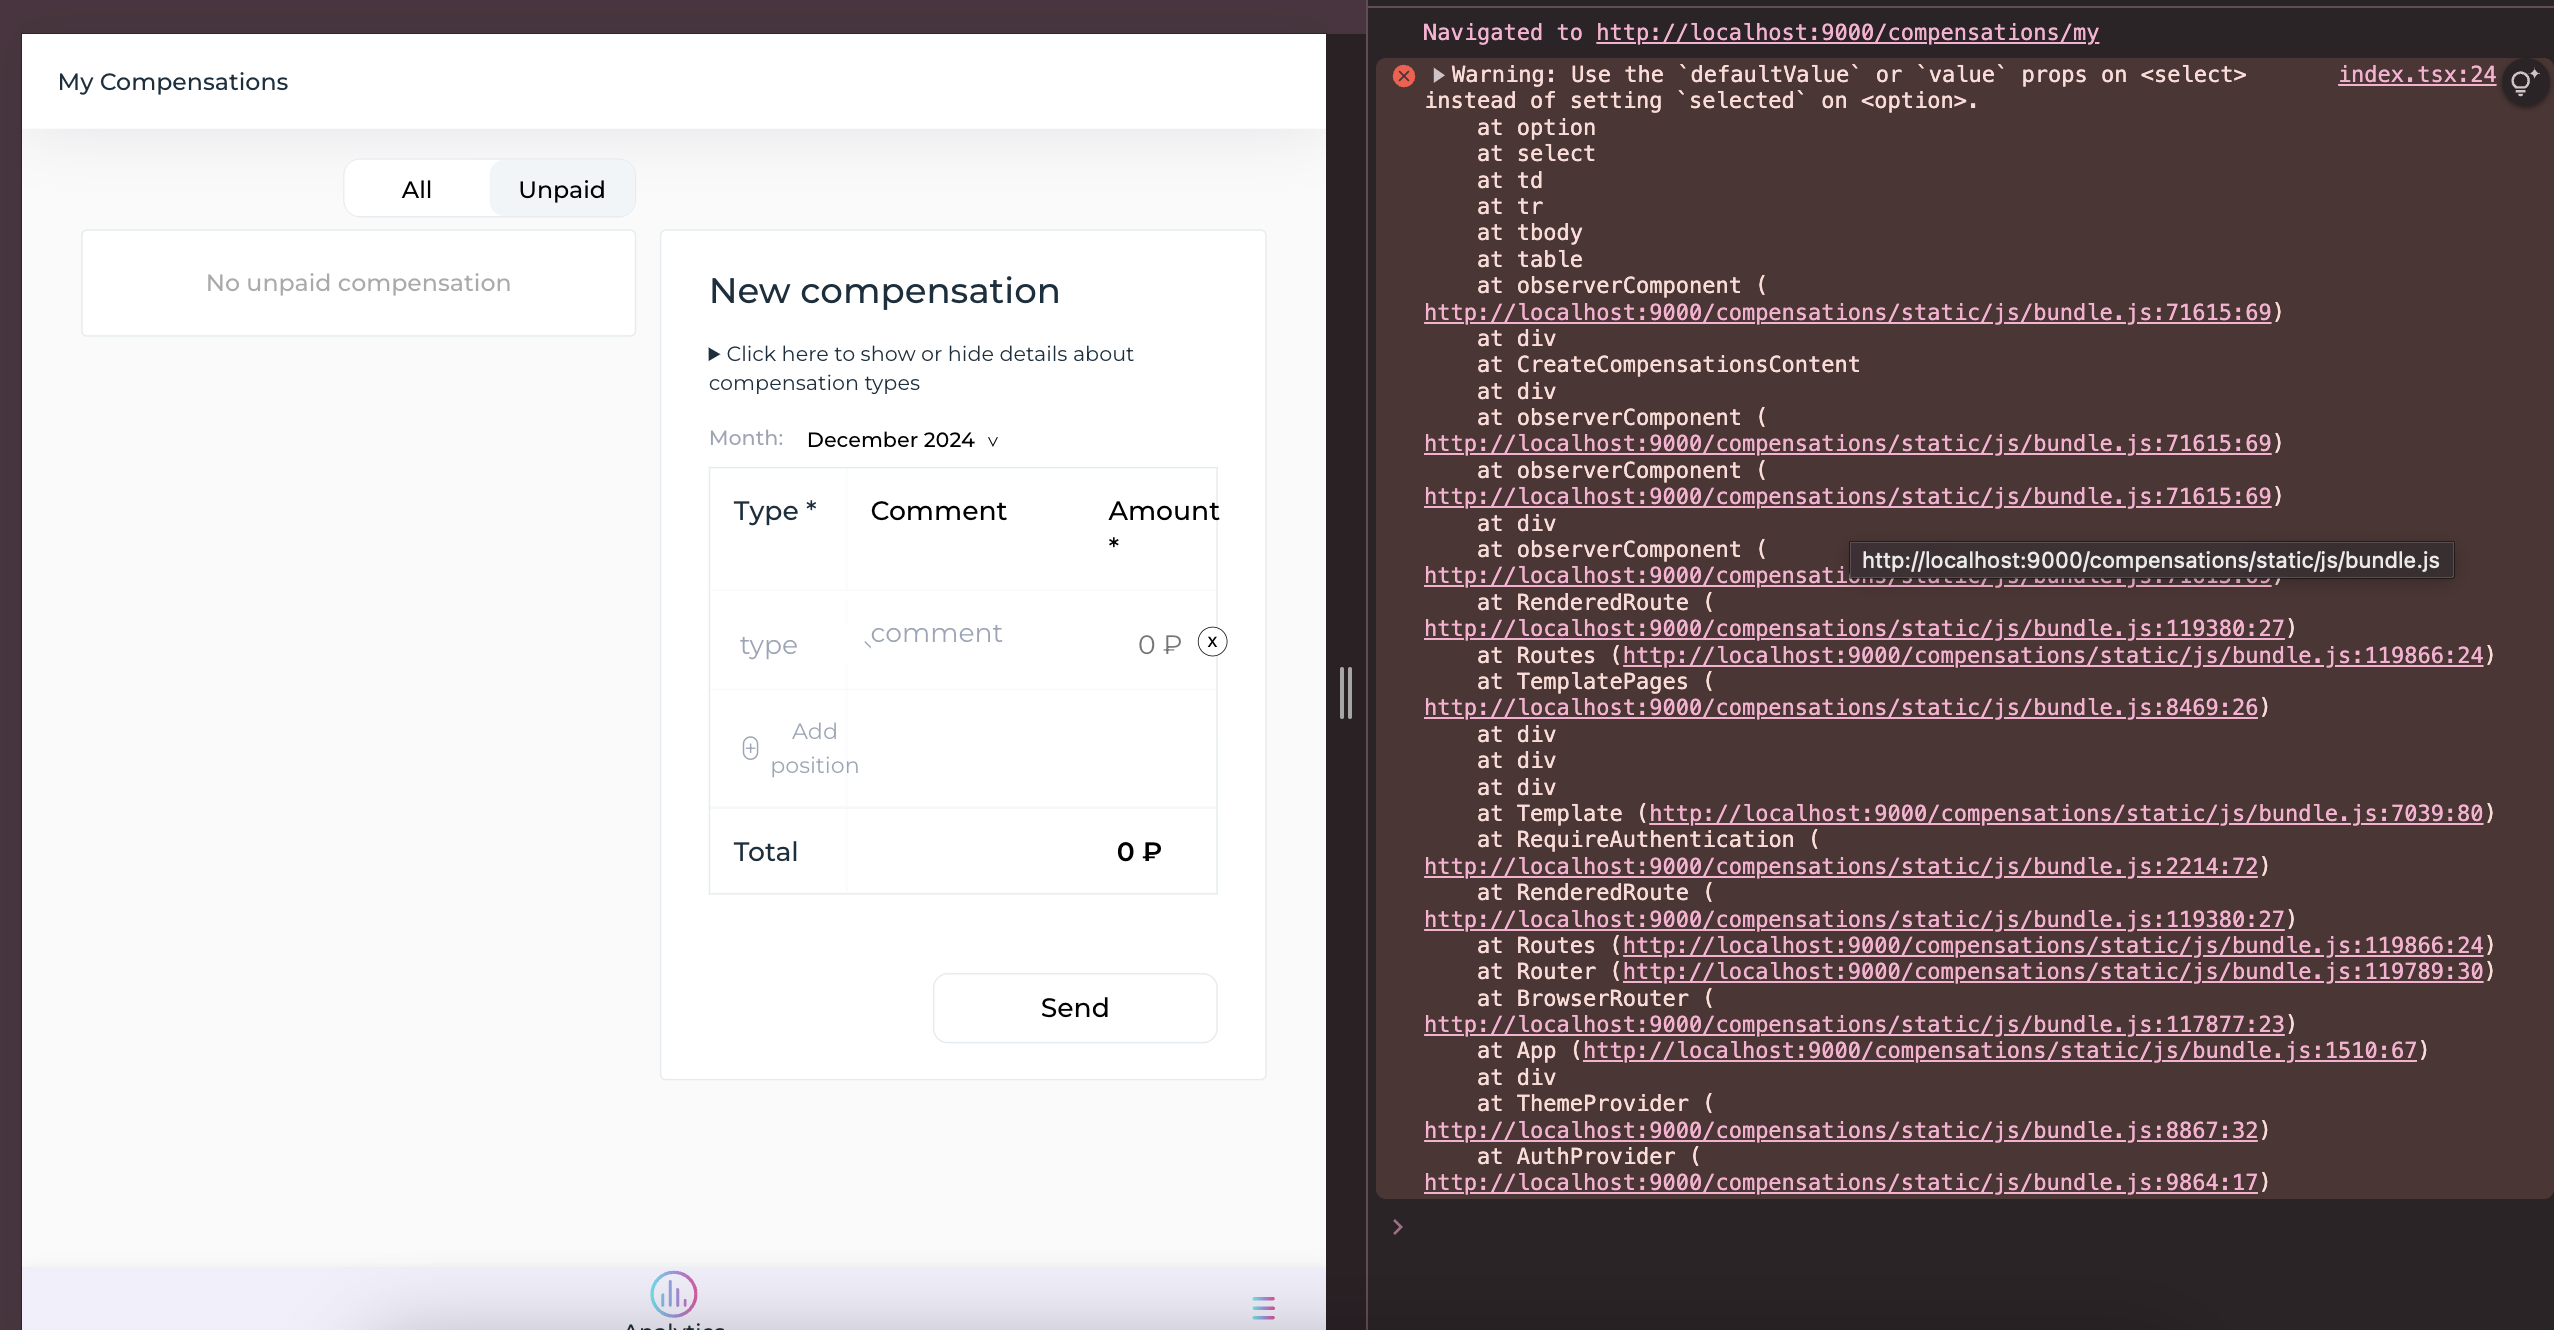 My Compensations
All
Unpaid
No unpaid compensation
New compensation
▶ Click here to show or hide details about
compensation types
Month:
December 2024 v
Type *
Comment
Amount
*
type
comment
0 ₽
x
Add
position
Total
0 ₽
Send
Navigated to http://localhost:9000/compensations/my
▶Warning: Use the `defaultValue` or `value` props on <select>
index.tsx:24
instead of setting `selected` on <option>.
at option
at select
at td
at tr
at tbody
at table
at observerComponent (
http://localhost:9000/compensations/static/js/bundle.js:71615:69)
at div
at CreateCompensationsContent
at div
at observerComponent (
http://localhost:9000/compensations/static/js/bundle.js:71615:69)
at observerComponent (
http://localhost:9000/compensations/static/js/bundle.js:71615:69)
at div
at observerComponent (
http://localhost:9000/compensations/static/js/bundle.js
http://localhost:9000/compensations/static/js/bundle.js:71615:69)
at RenderedRoute (
http://localhost:9000/compensations/static/js/bundle.js:119380:27)
at Routes (http://localhost:9000/compensations/static/js/bundle.js:119866:24)
at TemplatePages (
http://localhost:9000/compensations/static/js/bundle.js:8469:26)
at div
at div
at div
at Template (http://localhost:9000/compensations/static/js/bundle.js:7039:80)
at RequireAuthentication (
http://localhost:9000/compensations/static/js/bundle.js:2214:72)
at RenderedRoute (
http://localhost:9000/compensations/static/js/bundle.js:119380:27)
at Routes (http://localhost:9000/compensations/static/js/bundle.js:119866:24)
at Router (http://localhost:9000/compensations/static/js/bundle.js:119789:30)
at BrowserRouter (
http://localhost:9000/compensations/static/js/bundle.js:117877:23)
at App (http://localhost:9000/compensations/static/js/bundle.js:1510:67)
at div
at ThemeProvider (
http://localhost:9000/compensations/static/js/bundle.js:8867:32)
at AuthProvider (
http://localhost:9000/compensations/static/js/bundle.js:9864:17)
Analytics